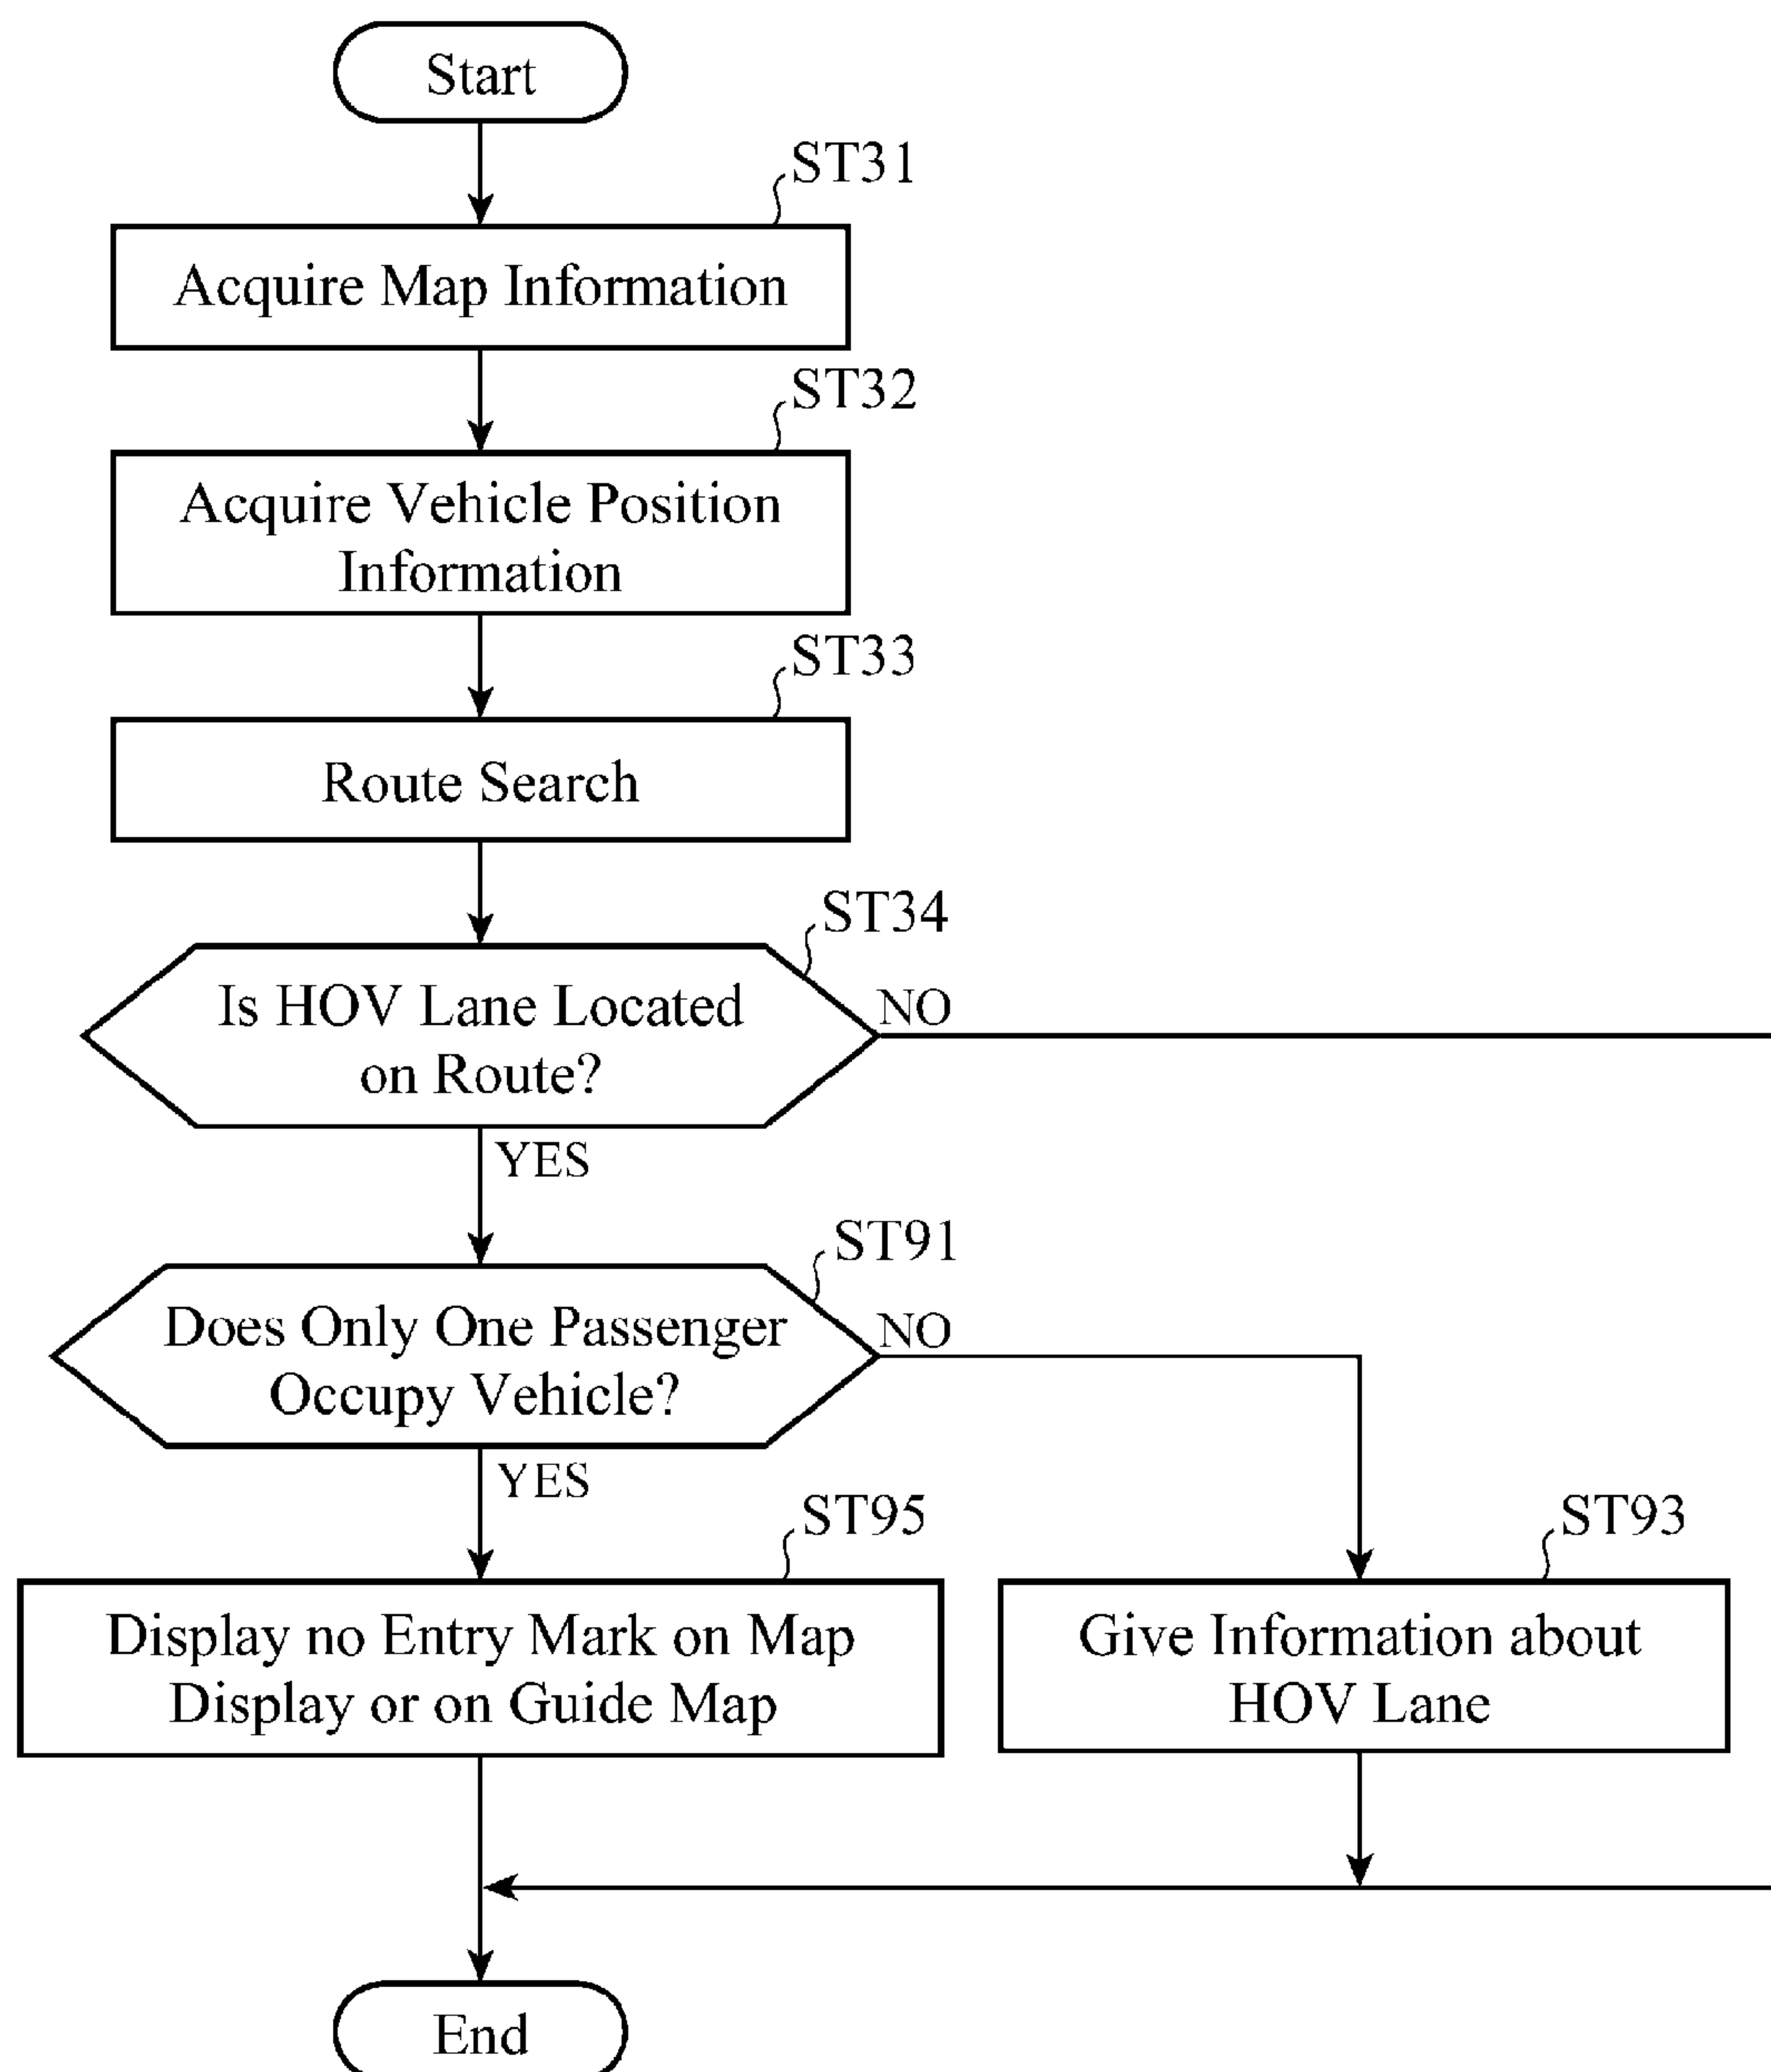 Start
ST31
Acquire Map Information
ST32
Acquire Vehicle Position
Information
ST33
Route Search
ST34
Is HOV Lane Located
on Route?
NO
YES
ST91
Does Only One Passenger
Occupy Vehicle?
NO
YES
ST95
Display no Entry Mark on Map
Display or on Guide Map
ST93
Give Information about
HOV Lane
End